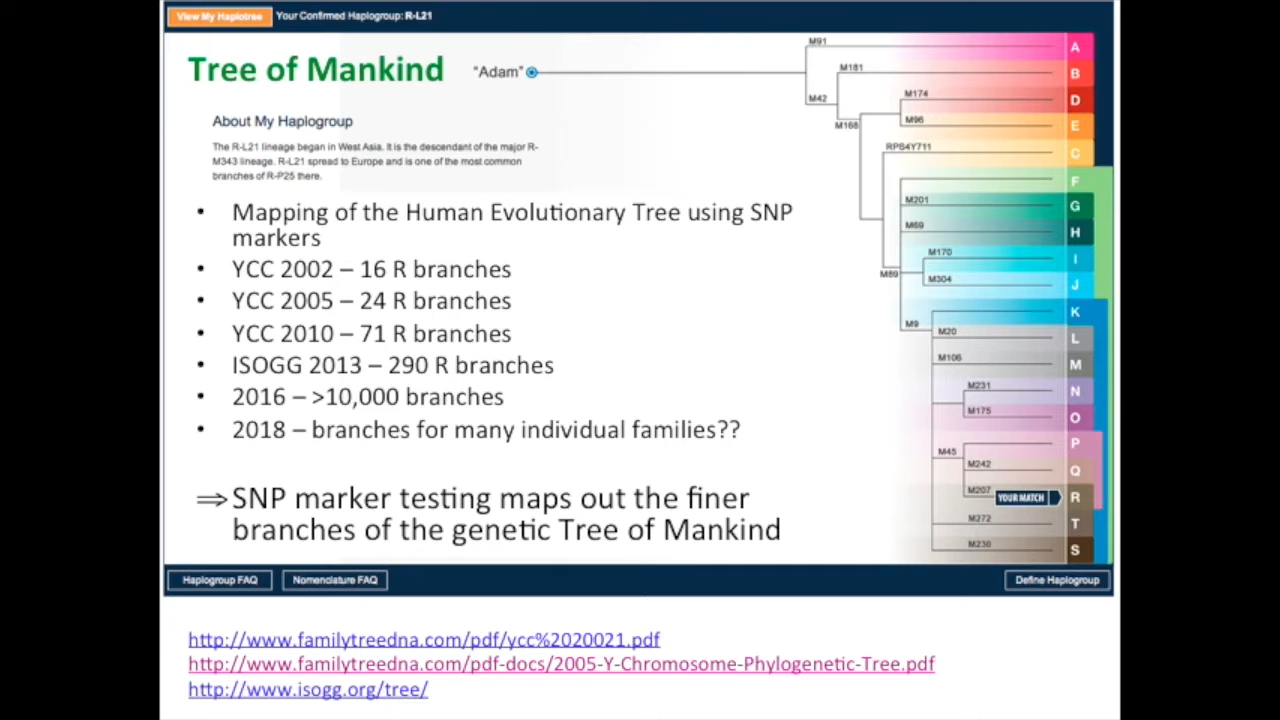 View My Haplotree
Your Confirmed Haplogroup: R-L21
Tree of Mankind
"Adam"
About My Haplogroup
The R-L21 lineage began in West Asia. It is the descendant of the major R-
M343 lineage. R-L21 spread to Europe and is one of the most common
branches of R-P25 there.
• Mapping of the Human Evolutionary Tree using SNP
markers
• YCC 2002 – 16 R branches
• YCC 2005 – 24 R branches
• YCC 2010 – 71 R branches
• ISOGG 2013 – 290 R branches
• 2016 – >10,000 branches
• 2018 – branches for many individual families??
⇒ SNP marker testing maps out the finer
branches of the genetic Tree of Mankind
M91
A
M181
B
M42
M174
D
M168
M96
E
RPS4Y711
C
F
M201
G
M69
H
M170
I
M89
M304
J
K
M9
M20
L
M106
M
M231
N
M175
O
P
M45
M242
Q
M207
YOUR MATCH
R
M272
T
M230
S
Haplogroup FAQ
Nomenclature FAQ
Define Haplogroup
http://www.familytreedna.com/pdf/ycc%2020021.pdf
http://www.familytreedna.com/pdf-docs/2005-Y-Chromosome-Phylogenetic-Tree.pdf
http://www.isogg.org/tree/